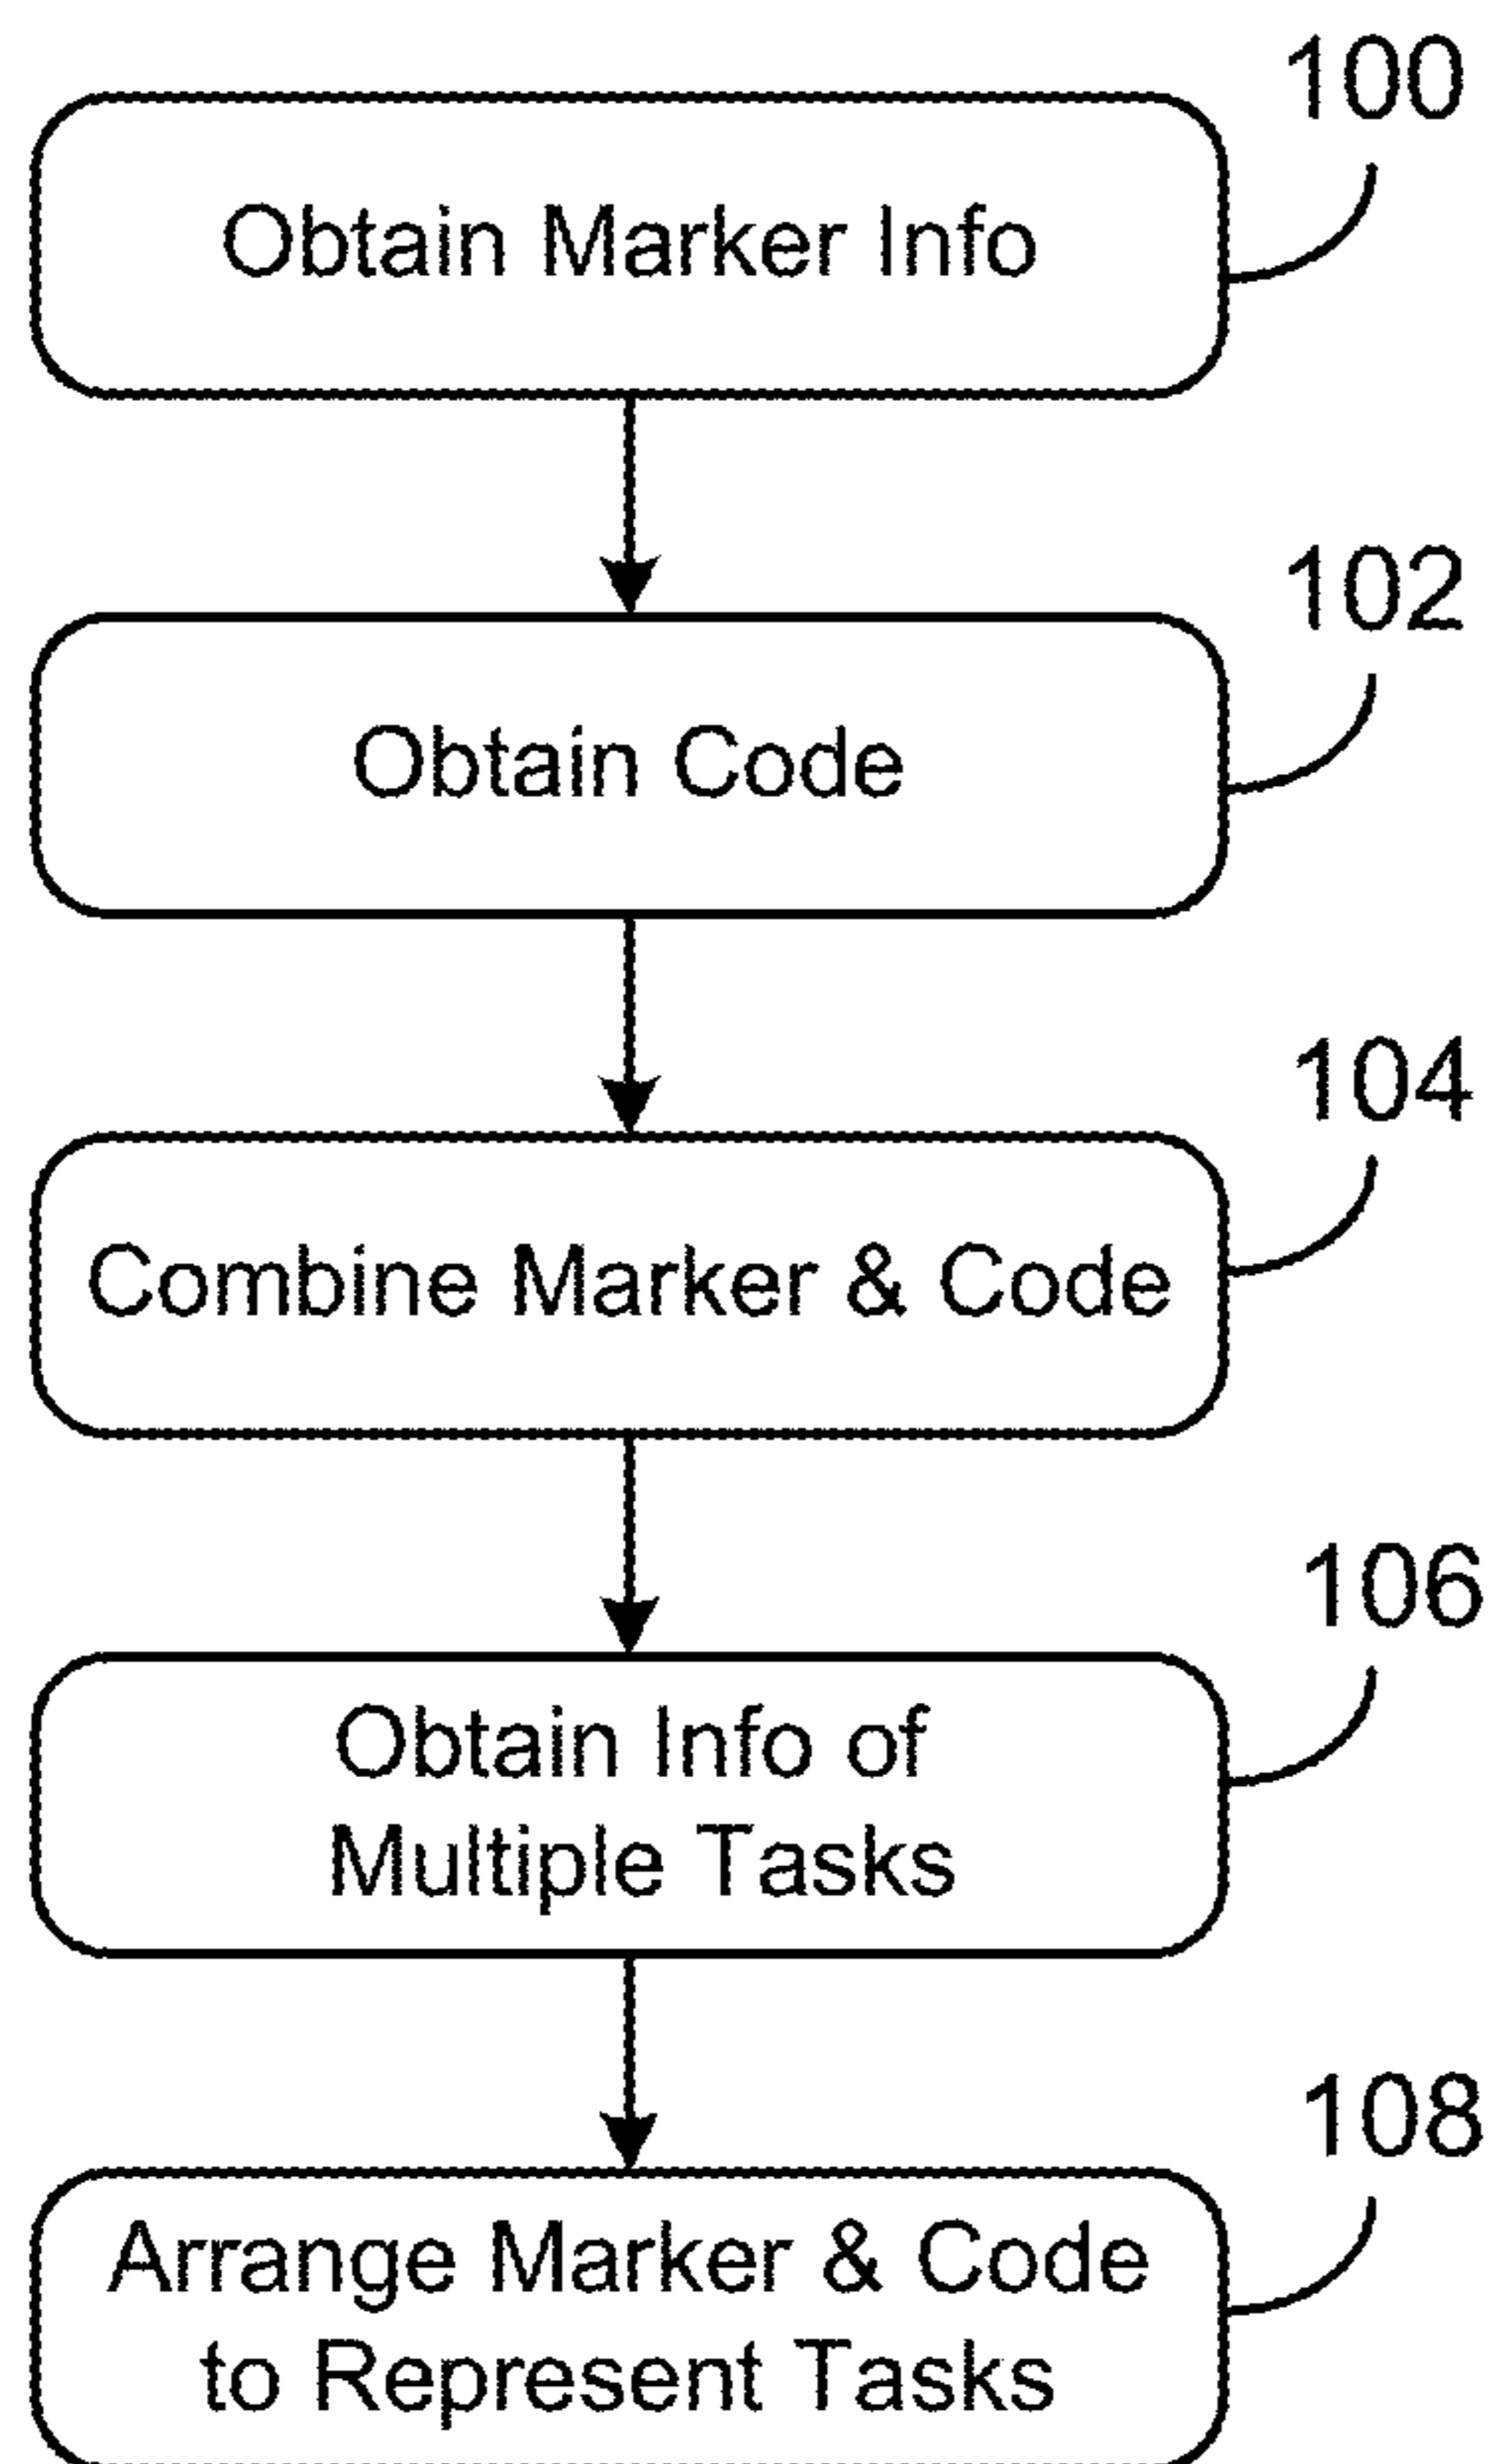 100
Obtain Marker Info
102
Obtain Code
104
Combine Marker & Code
106
Obtain Info of
Multiple Tasks
108
Arrange Marker & Code
to Represent Tasks